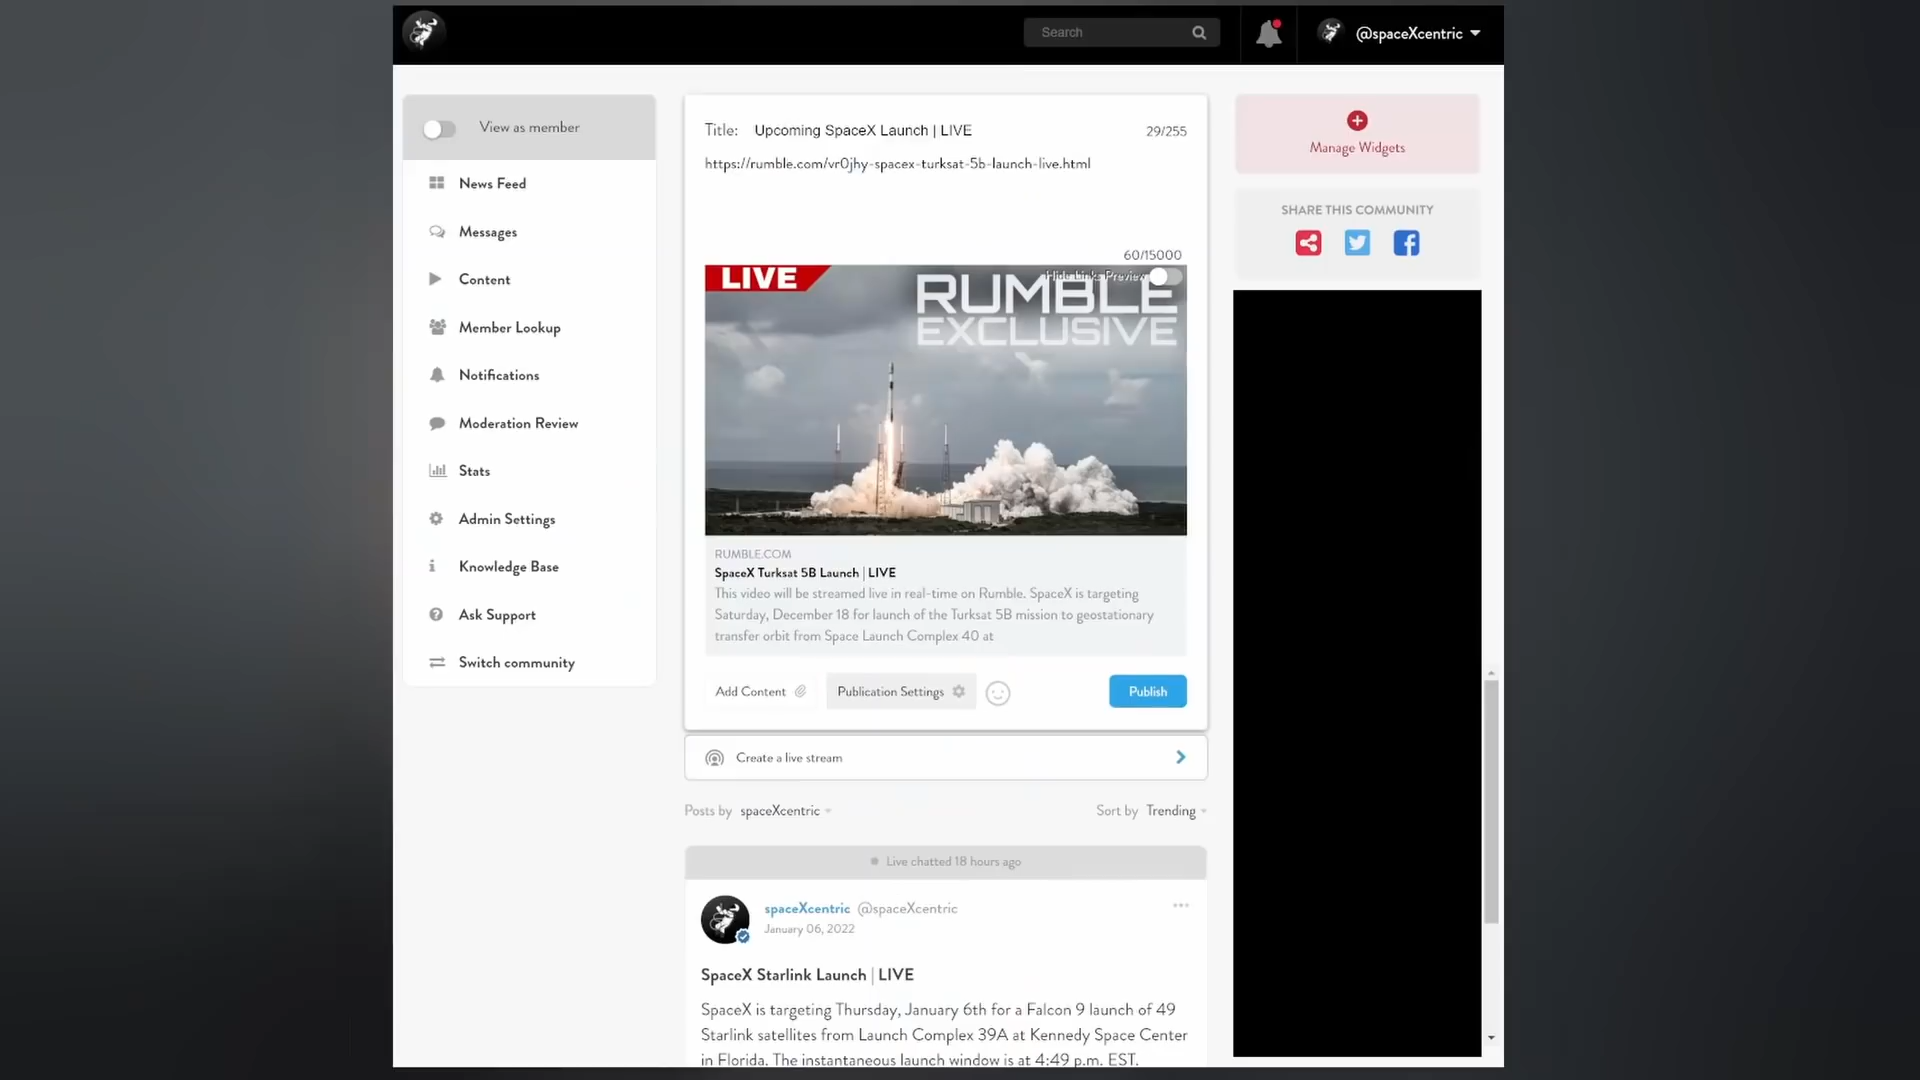 Search
@spaceXcentric
View as member
News Feed
Messages
Content
Member Lookup
Notifications
Moderation Review
Stats
Admin Settings
Knowledge Base
Ask Support
Switch community
Title: Upcoming SpaceX Launch | LIVE 29/255
https://rumble.com/vr0jhy-spacex-turksat-5b-launch-live.html
60/15000
Hide Links Preview
LIVE
RUMBLE
EXCLUSIVE
RUMBLE.COM
SpaceX Turksat 5B Launch | LIVE
This video will be streamed live in real-time on Rumble. SpaceX is targeting
Saturday, December 18 for launch of the Turksat 5B mission to geostationary
transfer orbit from Space Launch Complex 40 at
Add Content
Publication Settings
Publish
Create a live stream
Posts by spaceXcentric
Sort by Trending
Live chatted 18 hours ago
spaceXcentric @spaceXcentric
January 06, 2022
SpaceX Starlink Launch | LIVE
SpaceX is targeting Thursday, January 6th for a Falcon 9 launch of 49
Starlink satellites from Launch Complex 39A at Kennedy Space Center
in Florida. The instantaneous launch window is at 4:49 p.m. EST.
Manage Widgets
SHARE THIS COMMUNITY